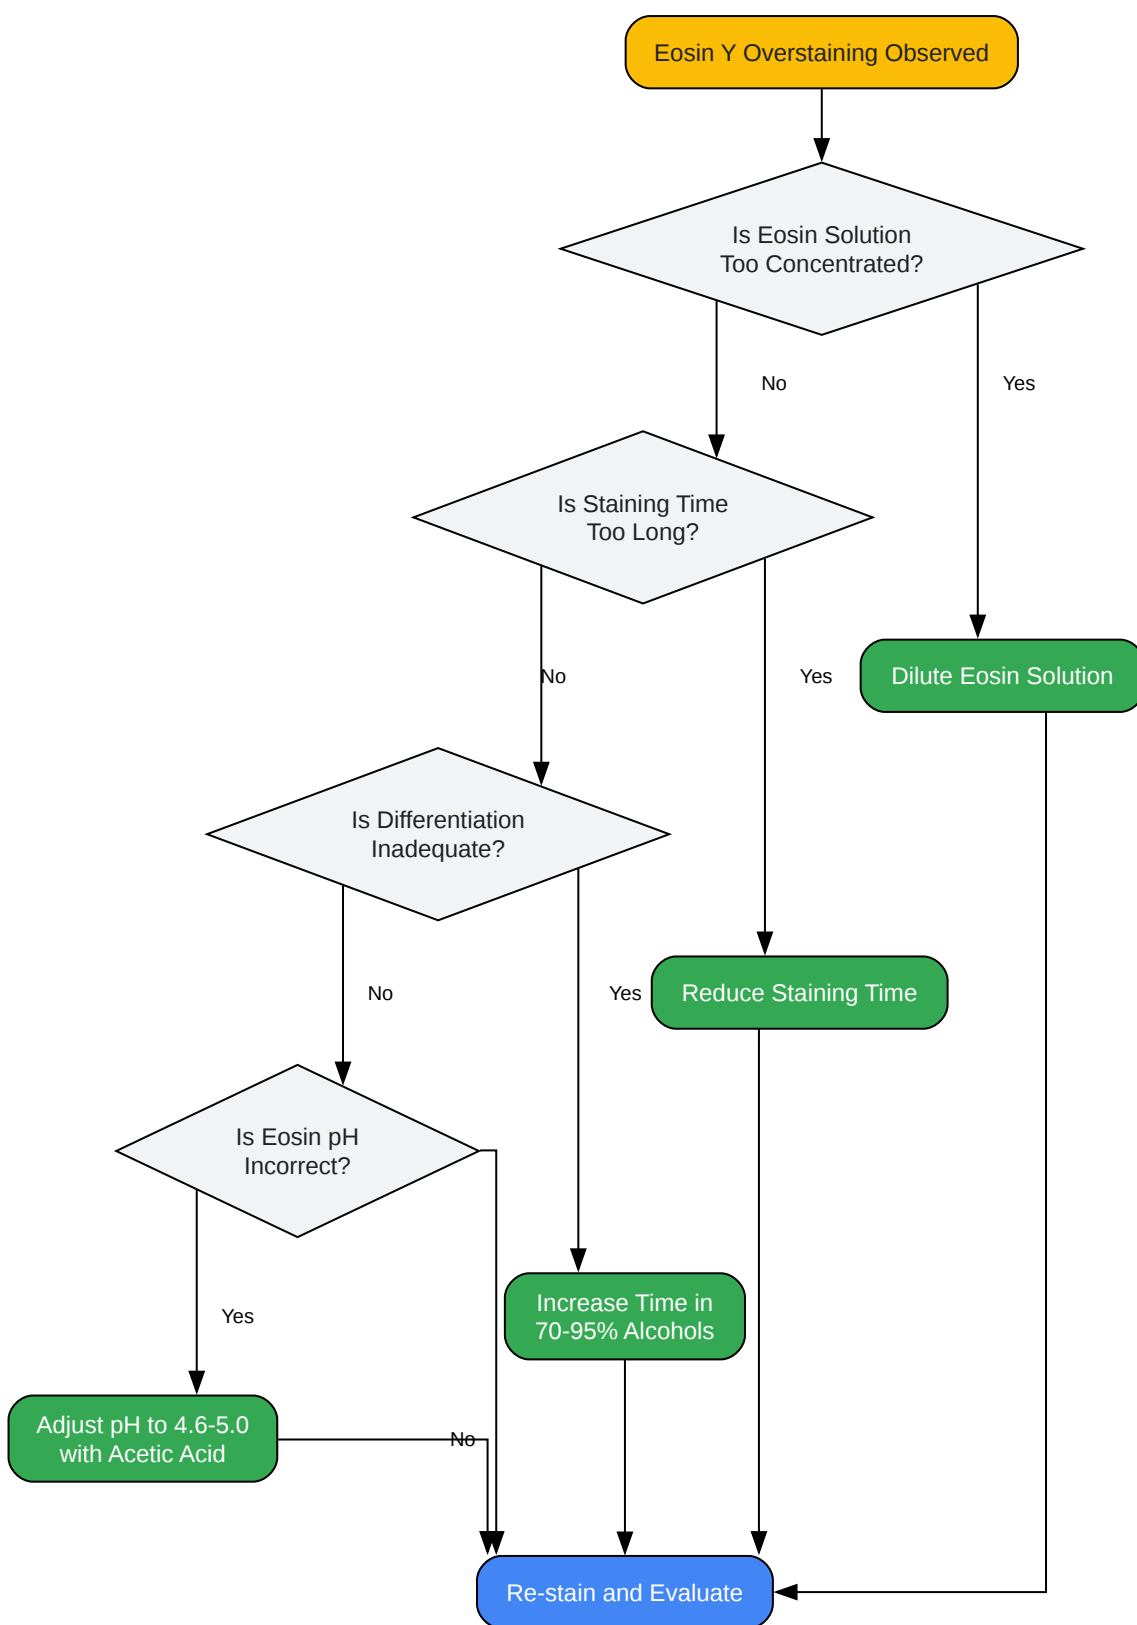 Eosin Y Overstaining Observed
Is Eosin Solution
Too Concentrated?
No
Yes
Is Staining Time
Too Long?
No
Yes
Dilute Eosin Solution
Is Differentiation
Inadequate?
No
Yes
Reduce Staining Time
Is Eosin pH
Incorrect?
Yes
Increase Time in
70-95% Alcohols
Adjust pH to 4.6-5.0
with Acetic Acid
No
Re-stain and Evaluate